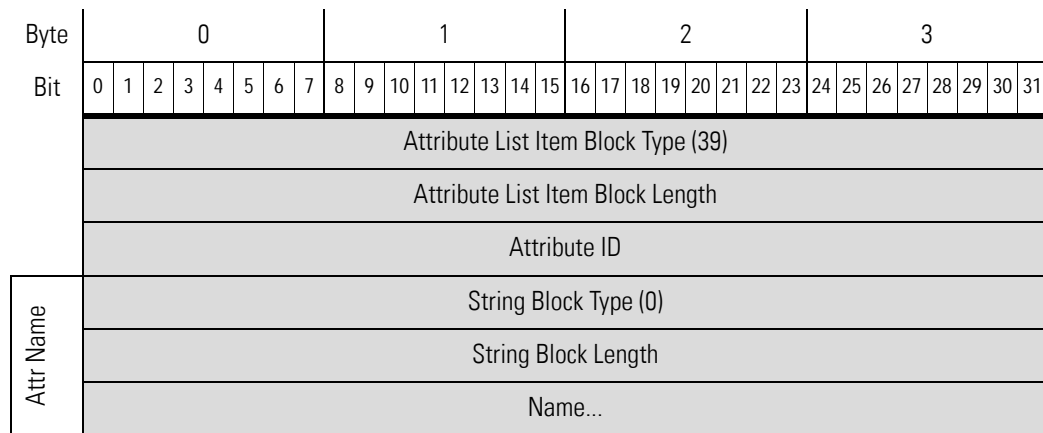 Byte 0 1 2 3
Bit 0 1 2 3 4 5 6 7 8 9 10 11 12 13 14 15 16 17 18 19 20 21 22 23 24 25 26 27 28 29 30 31
Attribute List Item Block Type (39)
Attribute List Item Block Length
Attribute ID
Attr Name
String Block Type (0)
String Block Length
Name...